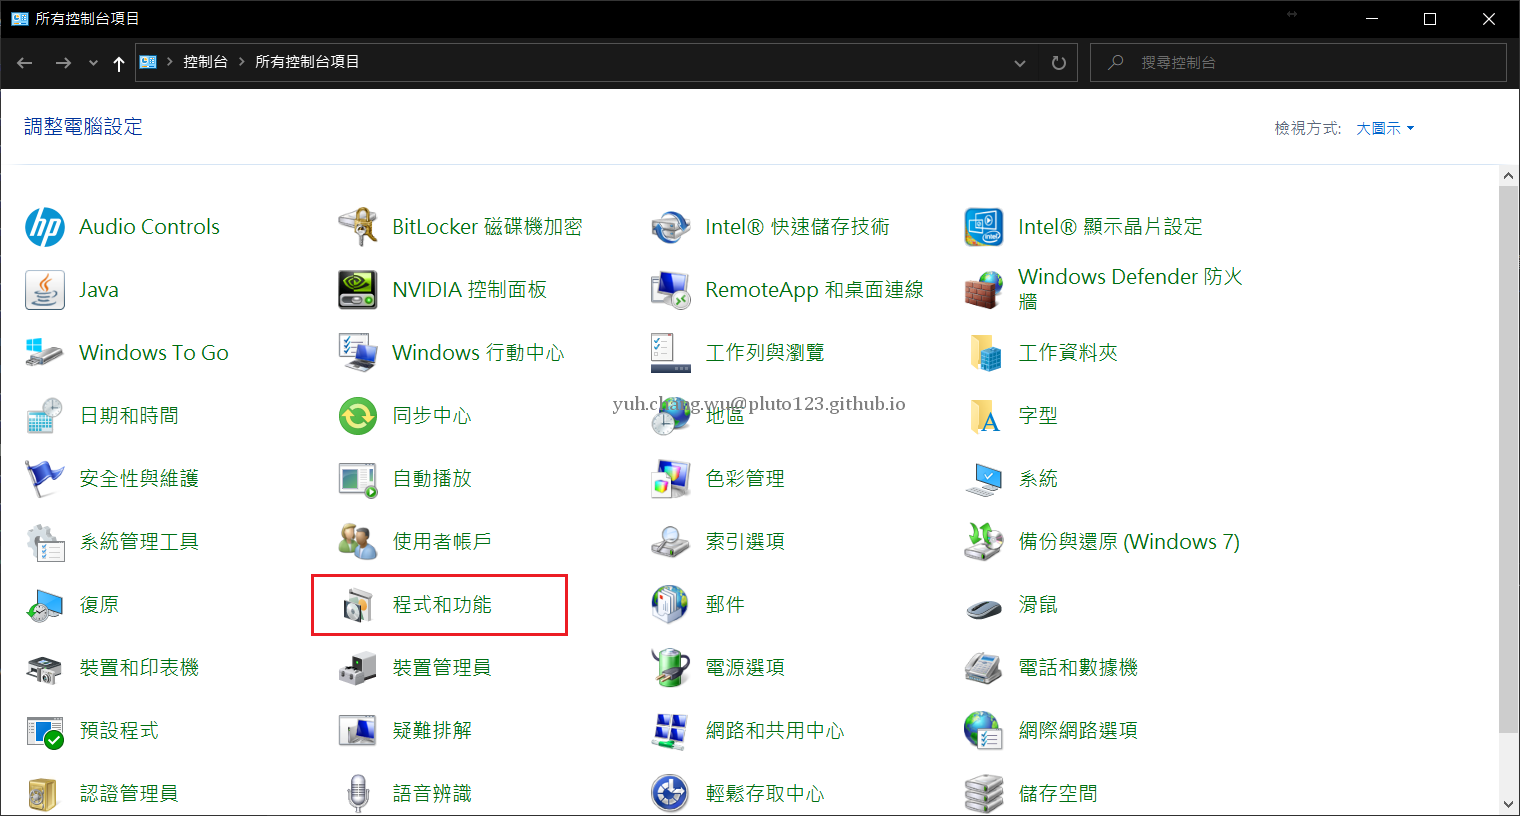 所有控制台項目
控制台 › 所有控制台項目
搜尋控制台
調整電腦設定
檢視方式: 大圖示
hp Audio Controls
BitLocker 磁碟機加密
Intel® 快速儲存技術
Intel® 顯示晶片設定
Java
NVIDIA 控制面板
RemoteApp 和桌面連線
Windows Defender 防火
牆
Windows To Go
Windows 行動中心
工作列與瀏覽
工作資料夾
日期和時間
同步中心
地區
字型
yuh.chang.wu@pluto123.github.io
安全性與維護
自動播放
色彩管理
系統
系統管理工具
使用者帳戶
索引選項
備份與還原 (Windows 7)
復原
程式和功能
郵件
滑鼠
裝置和印表機
裝置管理員
電源選項
電話和數據機
預設程式
疑難排解
網路和共用中心
網際網路選項
認證管理員
語音辨識
輕鬆存取中心
儲存空間